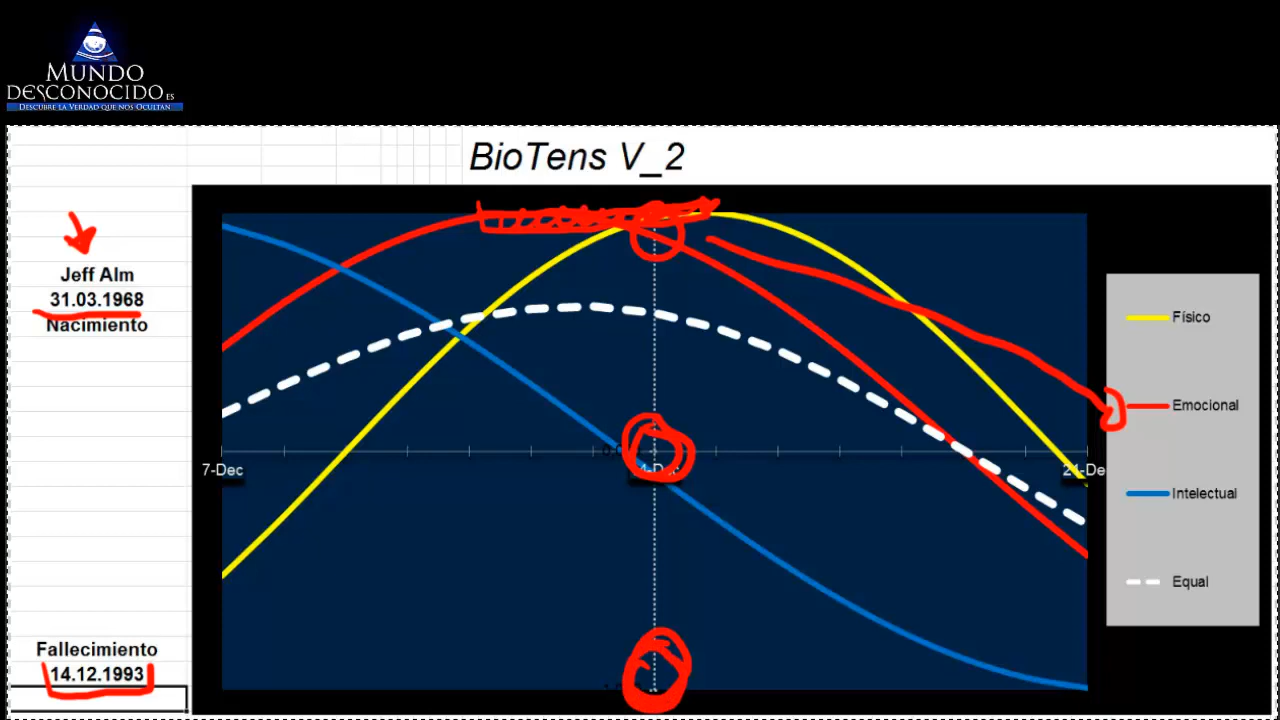 MUNDO
DESCONOCIDO.ES
DESCUBRE LA VERDAD QUE NOS OCULTAN
BioTens V_2
Jeff Alm
31.03.1968
Nacimiento
Físico
Emocional
7-Dec
Intelectual
Equal
Fallecimiento
14.12.1993